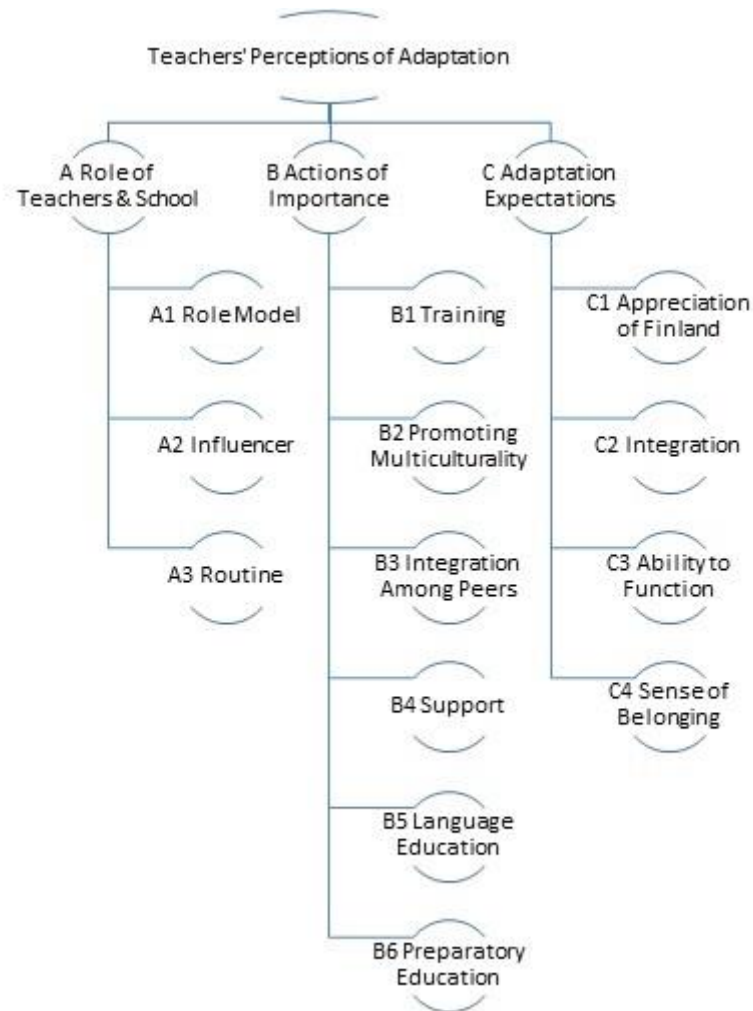 Teachers' Perceptions of Adaptation
A Role of
Teachers & School
B Actions of
Importance
C Adaptation
Expectations
A1 Role Model
A2 Influencer
A3 Routine
B1 Training
B2 Promoting
Multiculturality
B3 Integration
Among Peers
B4 Support
B5 Language
Education
B6 Preparatory
Education
C1 Appreciation
of Finland
C2 Integration
C3 Ability to
Function
C4 Sense of
Belonging